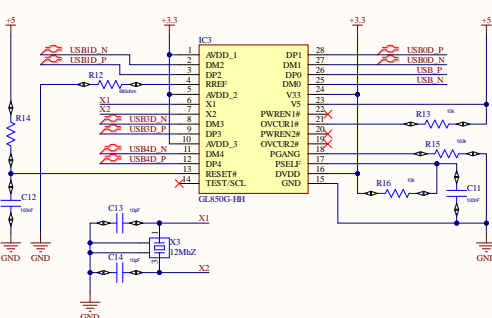 +5
+3.3
+3.3
+5
IC3
USB1D_N
1
AVDD_1
DP1
28
USB0D_P
USB1D_P
2
DM2
DM1
27
USB0D_N
3
DP2
DP0
26
USB_P
R12
680ohm
4
RREF
DM0
25
USB_N
5
AVDD_2
V33
24
X1
6
X1
V5
23
X2
7
X2
PWREN1#
22
R13
10k
USB3D_N
8
DM3
OVCUR1#
21
R14
USB3D_P
9
DP3
PWREN2#
20
10
AVDD_3
OVCUR2#
19
R15
100k
USB4D_N
11
DM4
PGANG
18
USB4D_P
12
DP4
PSELF
17
13
RESET#
DVDD
16
14
TEST/SCL
GND
15
R16
10k
C11
100nF
GL850G-HH
C12
100nF
C13
10pF
X1
GND
GND
X3
12MhZ
1
3
GND
C14
10pF
X2
GND